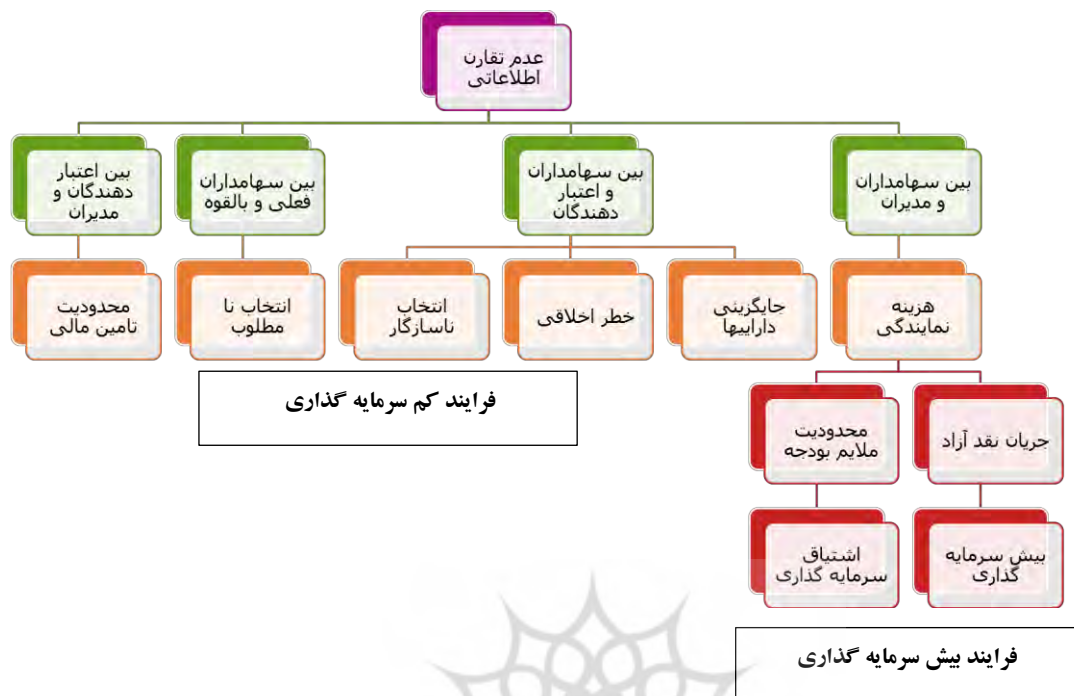 عدم تقارن
اطلاعاتی
بین سهامداران
و مدیران
بین سهامداران
و اعتبار
دهندگان
بین سهامداران
فعلی و بالقوه
بین اعتبار
دهندگان و
مدیران
هزینه
نمایندگی
جایگزینی
داراییها
خطر اخلاقی
انتخاب
ناسازگار
انتخاب نا
مطلوب
محدودیت
تامین مالی
فرایند کم سرمایه گذاری
جریان نقد آزاد
محدودیت
ملایم بودجه
بیش سرمایه
گذاری
اشتیاق
سرمایه گذاری
فرایند بیش سرمایه گذاری